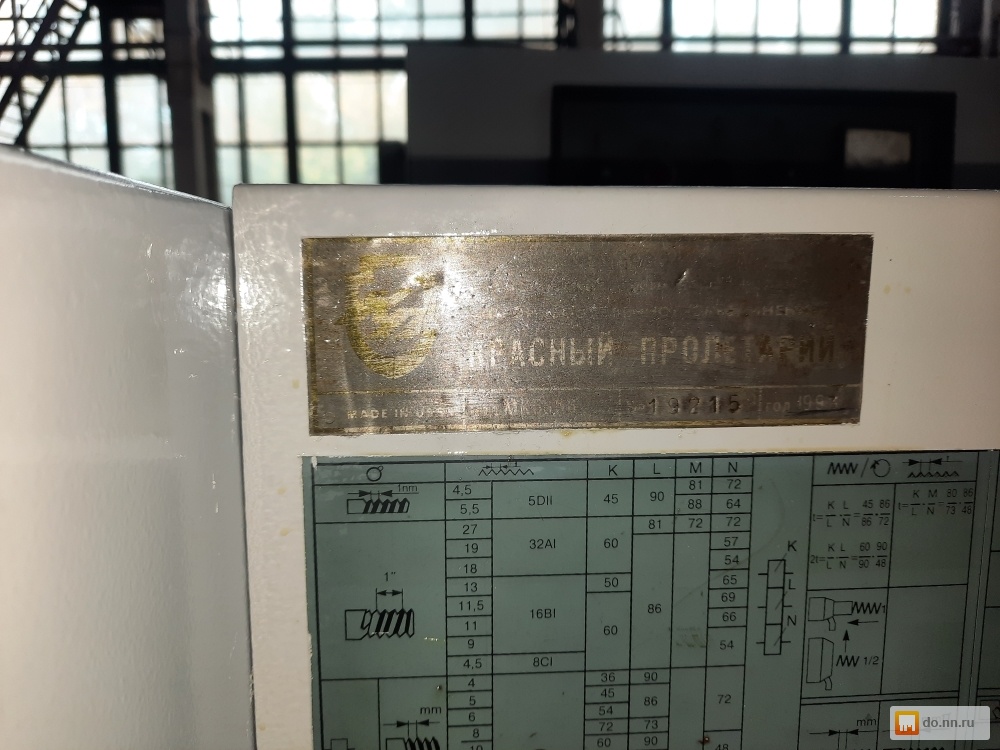 КРАСНЫЙ ПРОЛЕТАРИЙ
MADE IN USSR 19215 год
K L M N
1mm 4,5 5DII 45 90 81 72
5,5 88 64
27 32AI 60 81 72 72
19 57
18 54
1" 13 16BI 50 86 65
11,5 60 69
11 66
9 54
4,5 8CI
4 36 90 72
5 45 86
6 54
mm 8 72 73
10 60 90 48
t= K/L · M/N = 45/86 · 86/72
2t= K/L · L/N = 60/90 · 90/48
K M 80 86
t= L · N = 73 · 48
K
L
N
1
1/2
mm
do.nn.ru